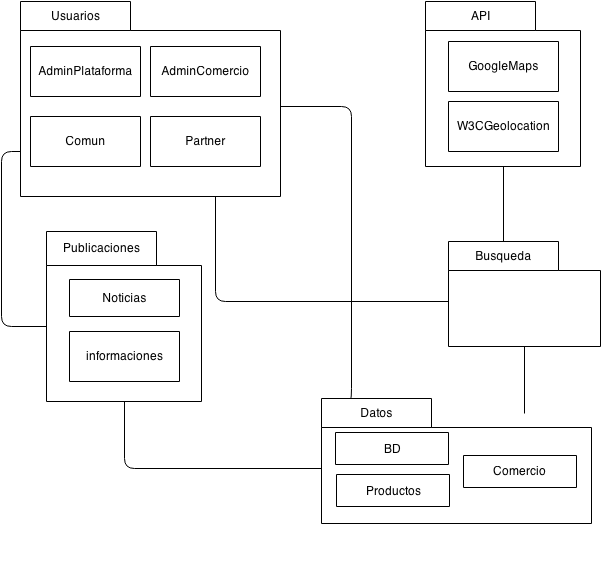 Usuarios
AdminPlataforma
AdminComercio
Comun
Partner
API
GoogleMaps
W3CGeolocation
Publicaciones
Noticias
informaciones
Busqueda
Datos
BD
Productos
Comercio